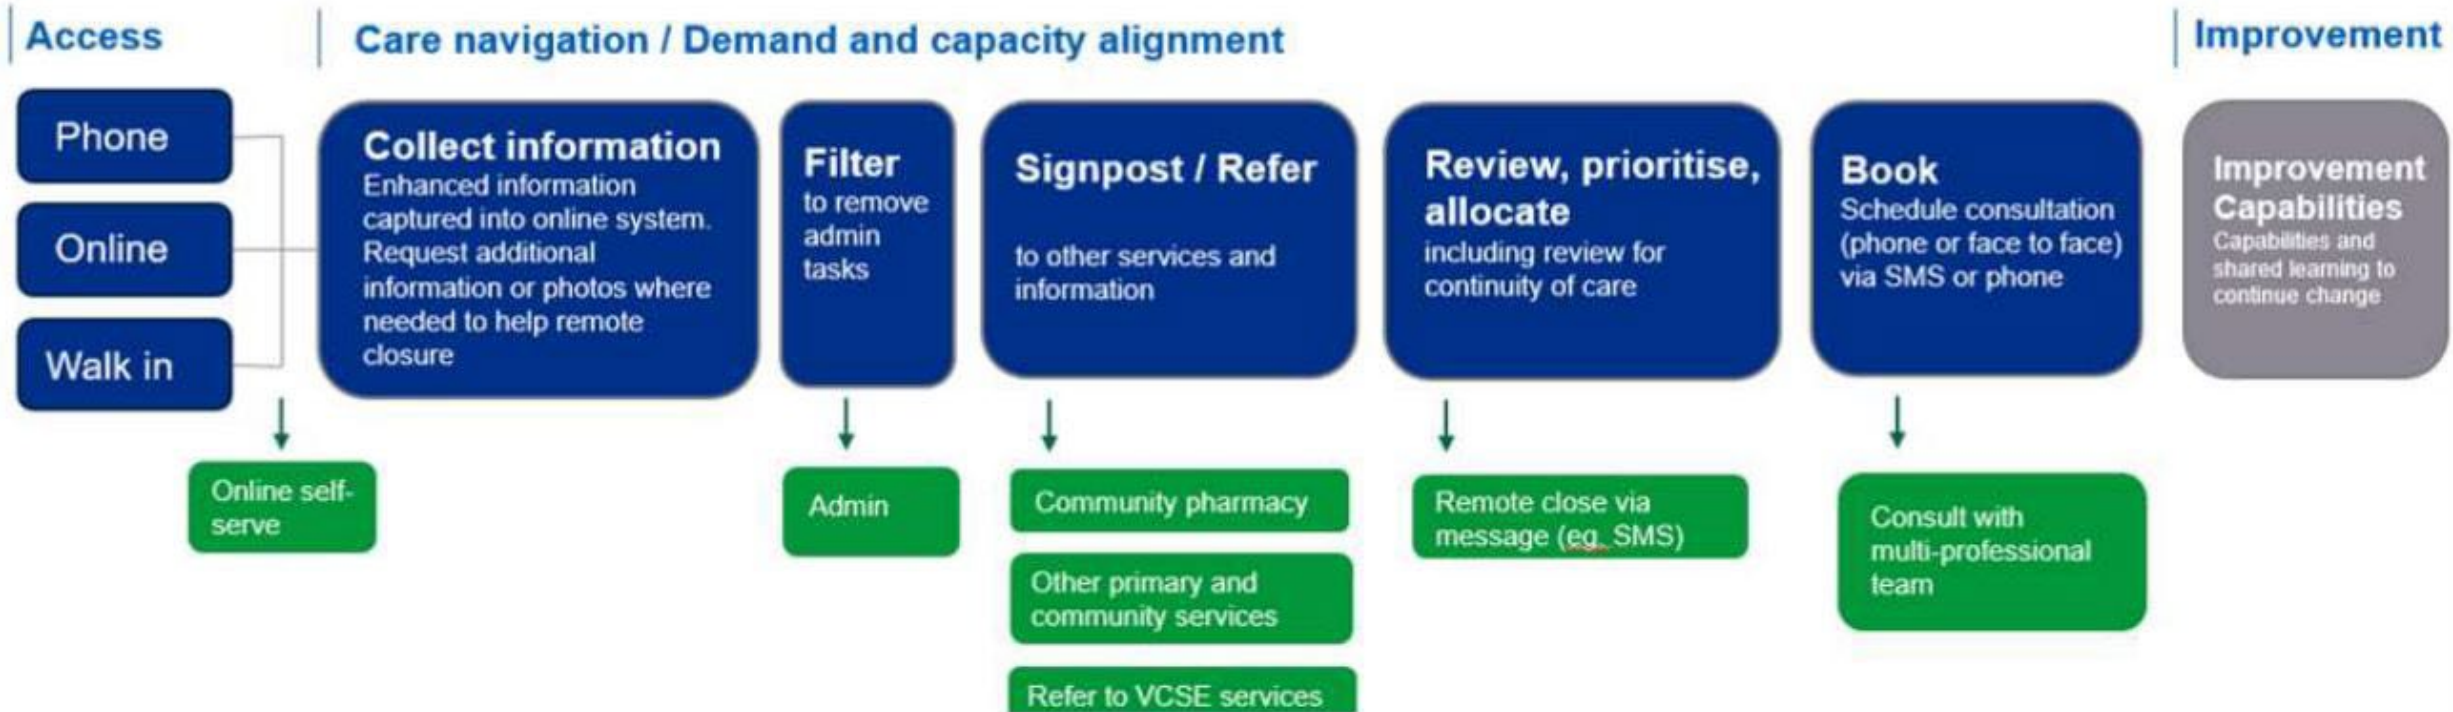 Access
Care navigation / Demand and capacity alignment
Improvement
Phone
Online
Walk in
Collect information
Enhanced information
captured into online system.
Request additional
information or photos where
needed to help remote
closure
Filter
to remove
admin
tasks
Signpost / Refer
to other services and
information
Review, prioritise,
allocate
including review for
continuity of care
Book
Schedule consultation
(phone or face to face)
via SMS or phone
Improvement
Capabilities
Capabilities and
shared learning to
continue change
Online self-
serve
Admin
Community pharmacy
Other primary and
community services
Refer to VCSE services
Remote close via
message (eg. SMS)
Consult with
multi-professional
team